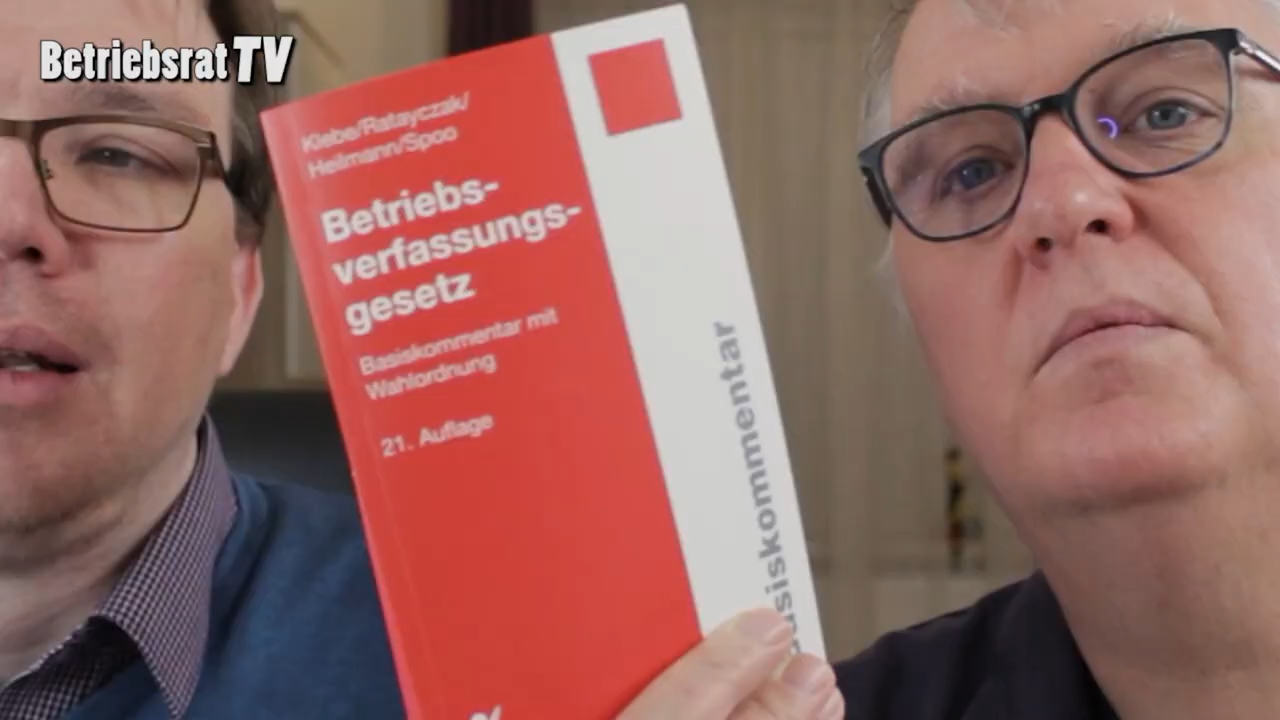 BetriebsratTV
Klebe/Ratayczak/
Heilmann/Spoo
Betriebs-
verfassungs-
gesetz
Basiskommentar mit
Wahlordnung
21. Auflage
asiskommentar